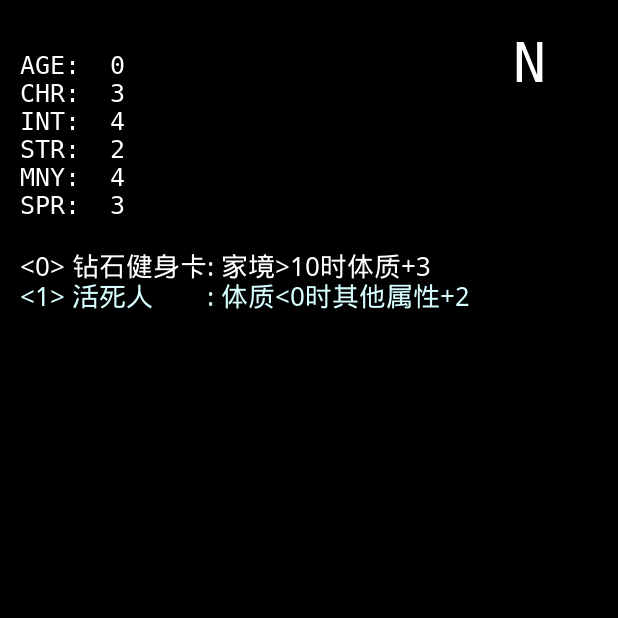 N
AGE: 0
CHR: 3
INT: 4
STR: 2
MNY: 4
SPR: 3
<0> 钻石健身卡: 家境>10时体质+3
<1> 活死人 : 体质<0时其他属性+2